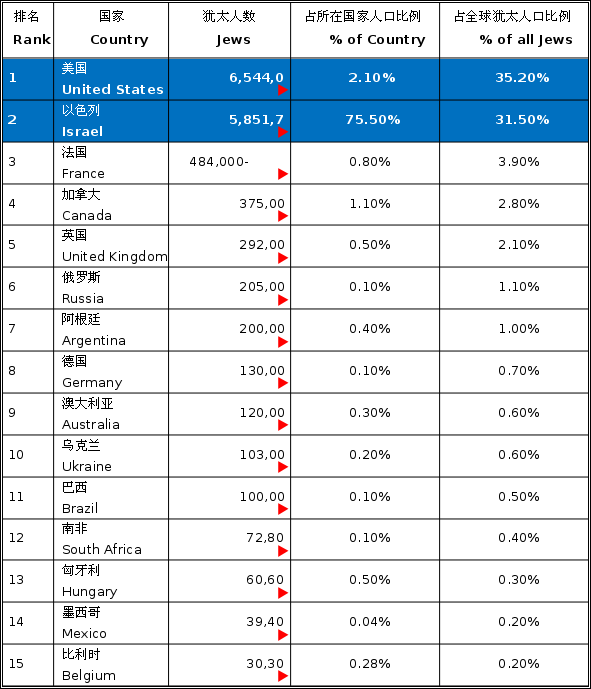 排名 国家 犹太人数 占所在国家人口比例 占全球犹太人口比例
Rank Country Jews % of Country % of all Jews
1 美国 6,544,0 2.10% 35.20%
United States
2 以色列 5,851,7 75.50% 31.50%
Israel
3 法国 484,000- 0.80% 3.90%
France
4 加拿大 375,00 1.10% 2.80%
Canada
5 英国 292,00 0.50% 2.10%
United Kingdom
6 俄罗斯 205,00 0.10% 1.10%
Russia
7 阿根廷 200,00 0.40% 1.00%
Argentina
8 德国 130,00 0.10% 0.70%
Germany
9 澳大利亚 120,00 0.30% 0.60%
Australia
10 乌克兰 103,00 0.20% 0.60%
Ukraine
11 巴西 100,00 0.10% 0.50%
Brazil
12 南非 72,80 0.10% 0.40%
South Africa
13 匈牙利 60,60 0.50% 0.30%
Hungary
14 墨西哥 39,40 0.04% 0.20%
Mexico
15 比利时 30,30 0.28% 0.20%
Belgium